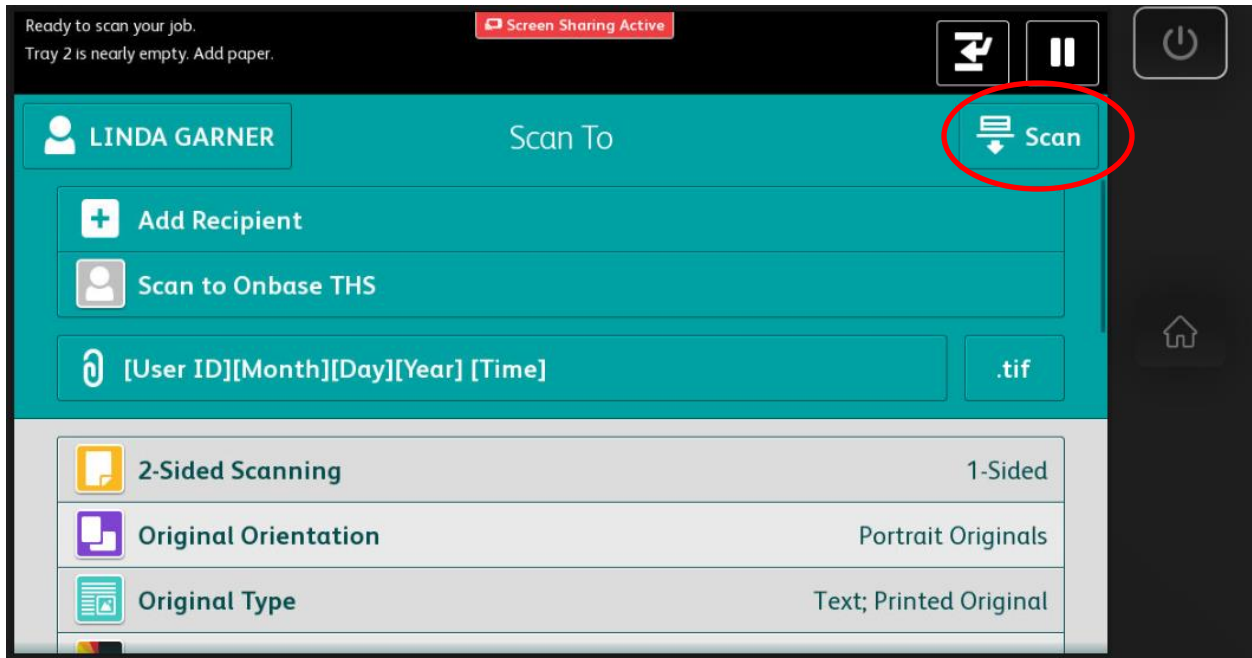 Ready to scan your job.
Screen Sharing Active
Tray 2 is nearly empty. Add paper.
LINDA GARNER
Scan To
Scan
Add Recipient
Scan to Onbase THS
[User ID][Month][Day][Year] [Time]
.tif
2-Sided Scanning
1-Sided
Original Orientation
Portrait Originals
Original Type
Text; Printed Original